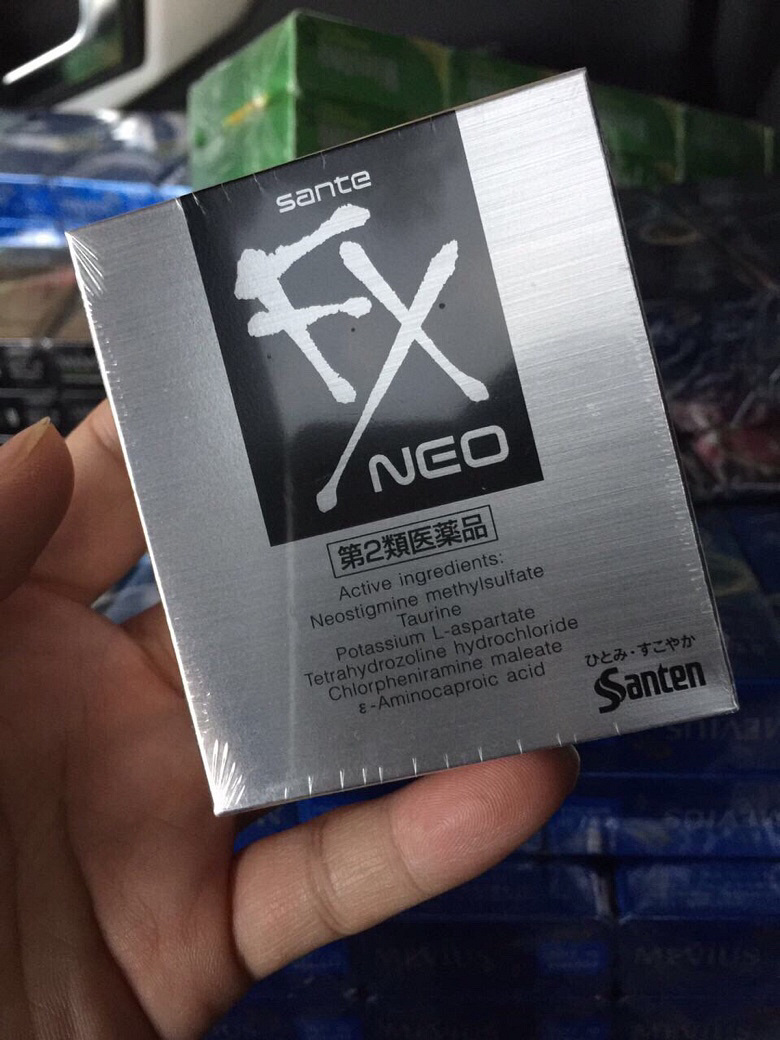 sante
FX
NEO
第2類医薬品
Active ingredients:
Neostigmine methylsulfate
Taurine
Potassium L-aspartate
Tetrahydrozoline hydrochloride
Chlorpheniramine maleate
ε-Aminocaproic acid
ひとみ・すこやか
Santen
MEVIUS